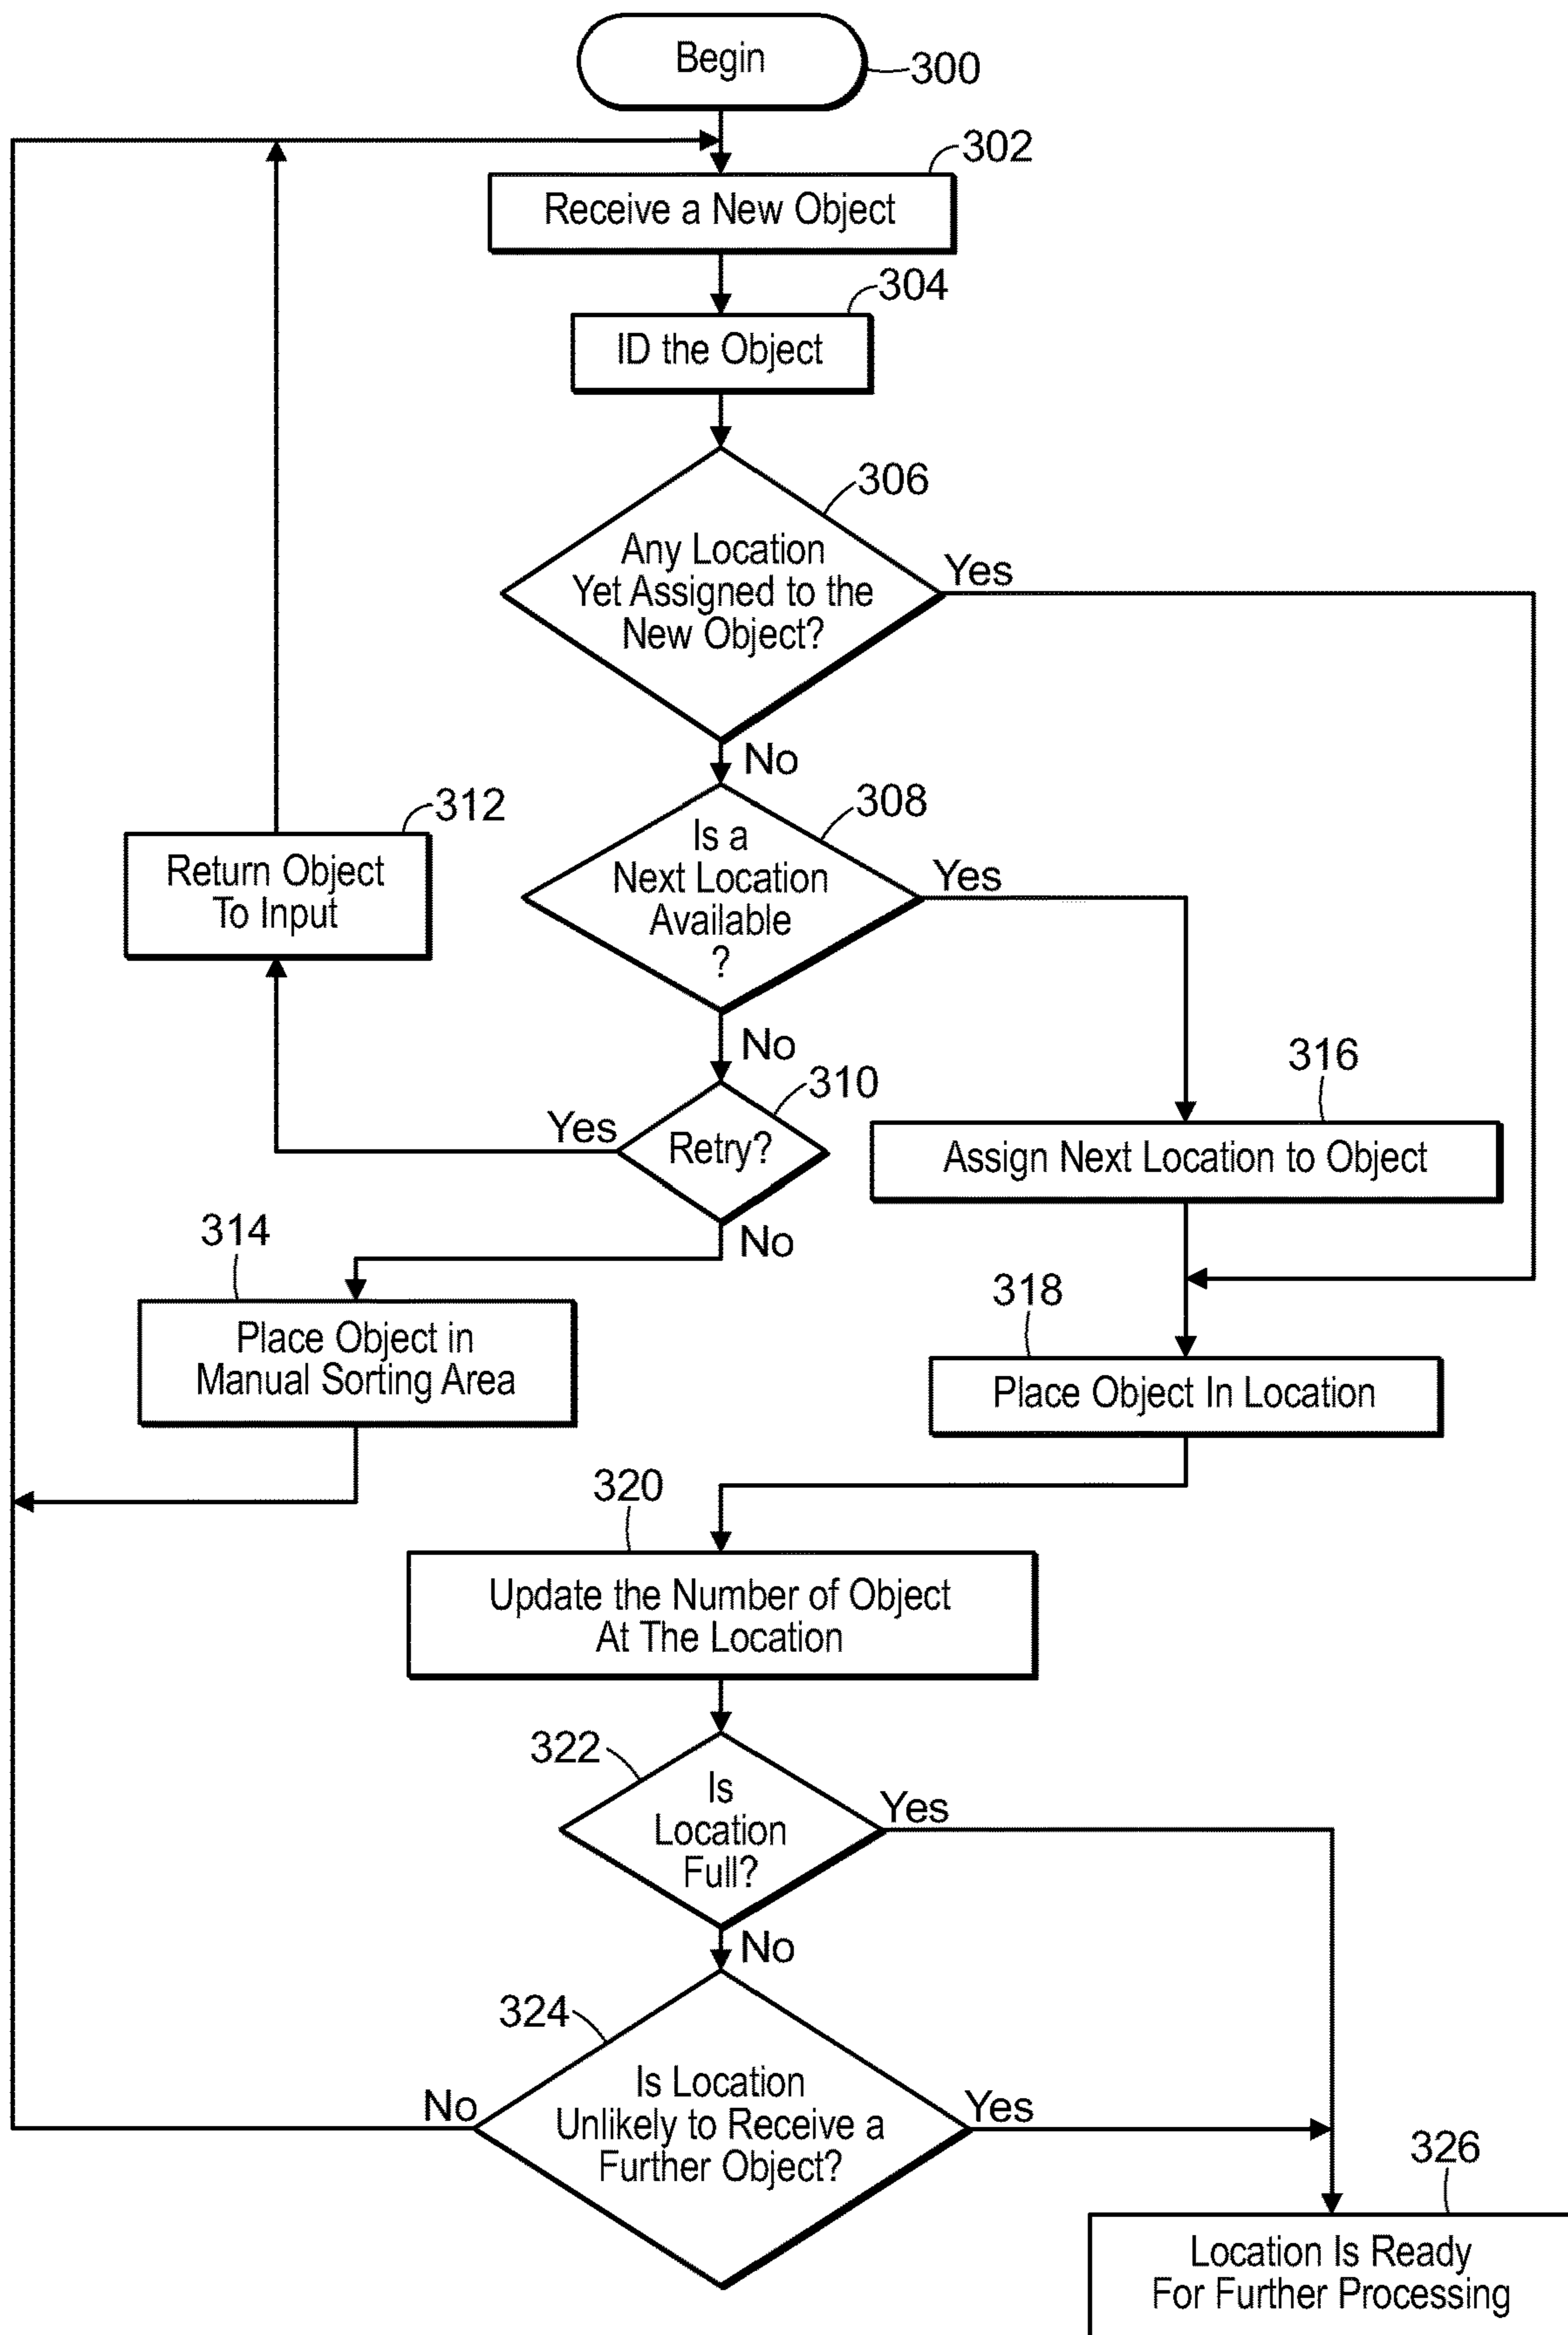 Begin
300
302
Receive a New Object
304
ID the Object
306
Any Location
Yet Assigned to the
New Object?
Yes
No
308
Is a
Next Location
Available
?
Yes
312
Return Object
To Input
No
310
Retry?
Yes
No
316
Assign Next Location to Object
314
Place Object in
Manual Sorting Area
318
Place Object In Location
320
Update the Number of Object
At The Location
322
Is
Location
Full?
Yes
No
324
Is Location
Unlikely to Receive a
Further Object?
No
Yes
326
Location Is Ready
For Further Processing